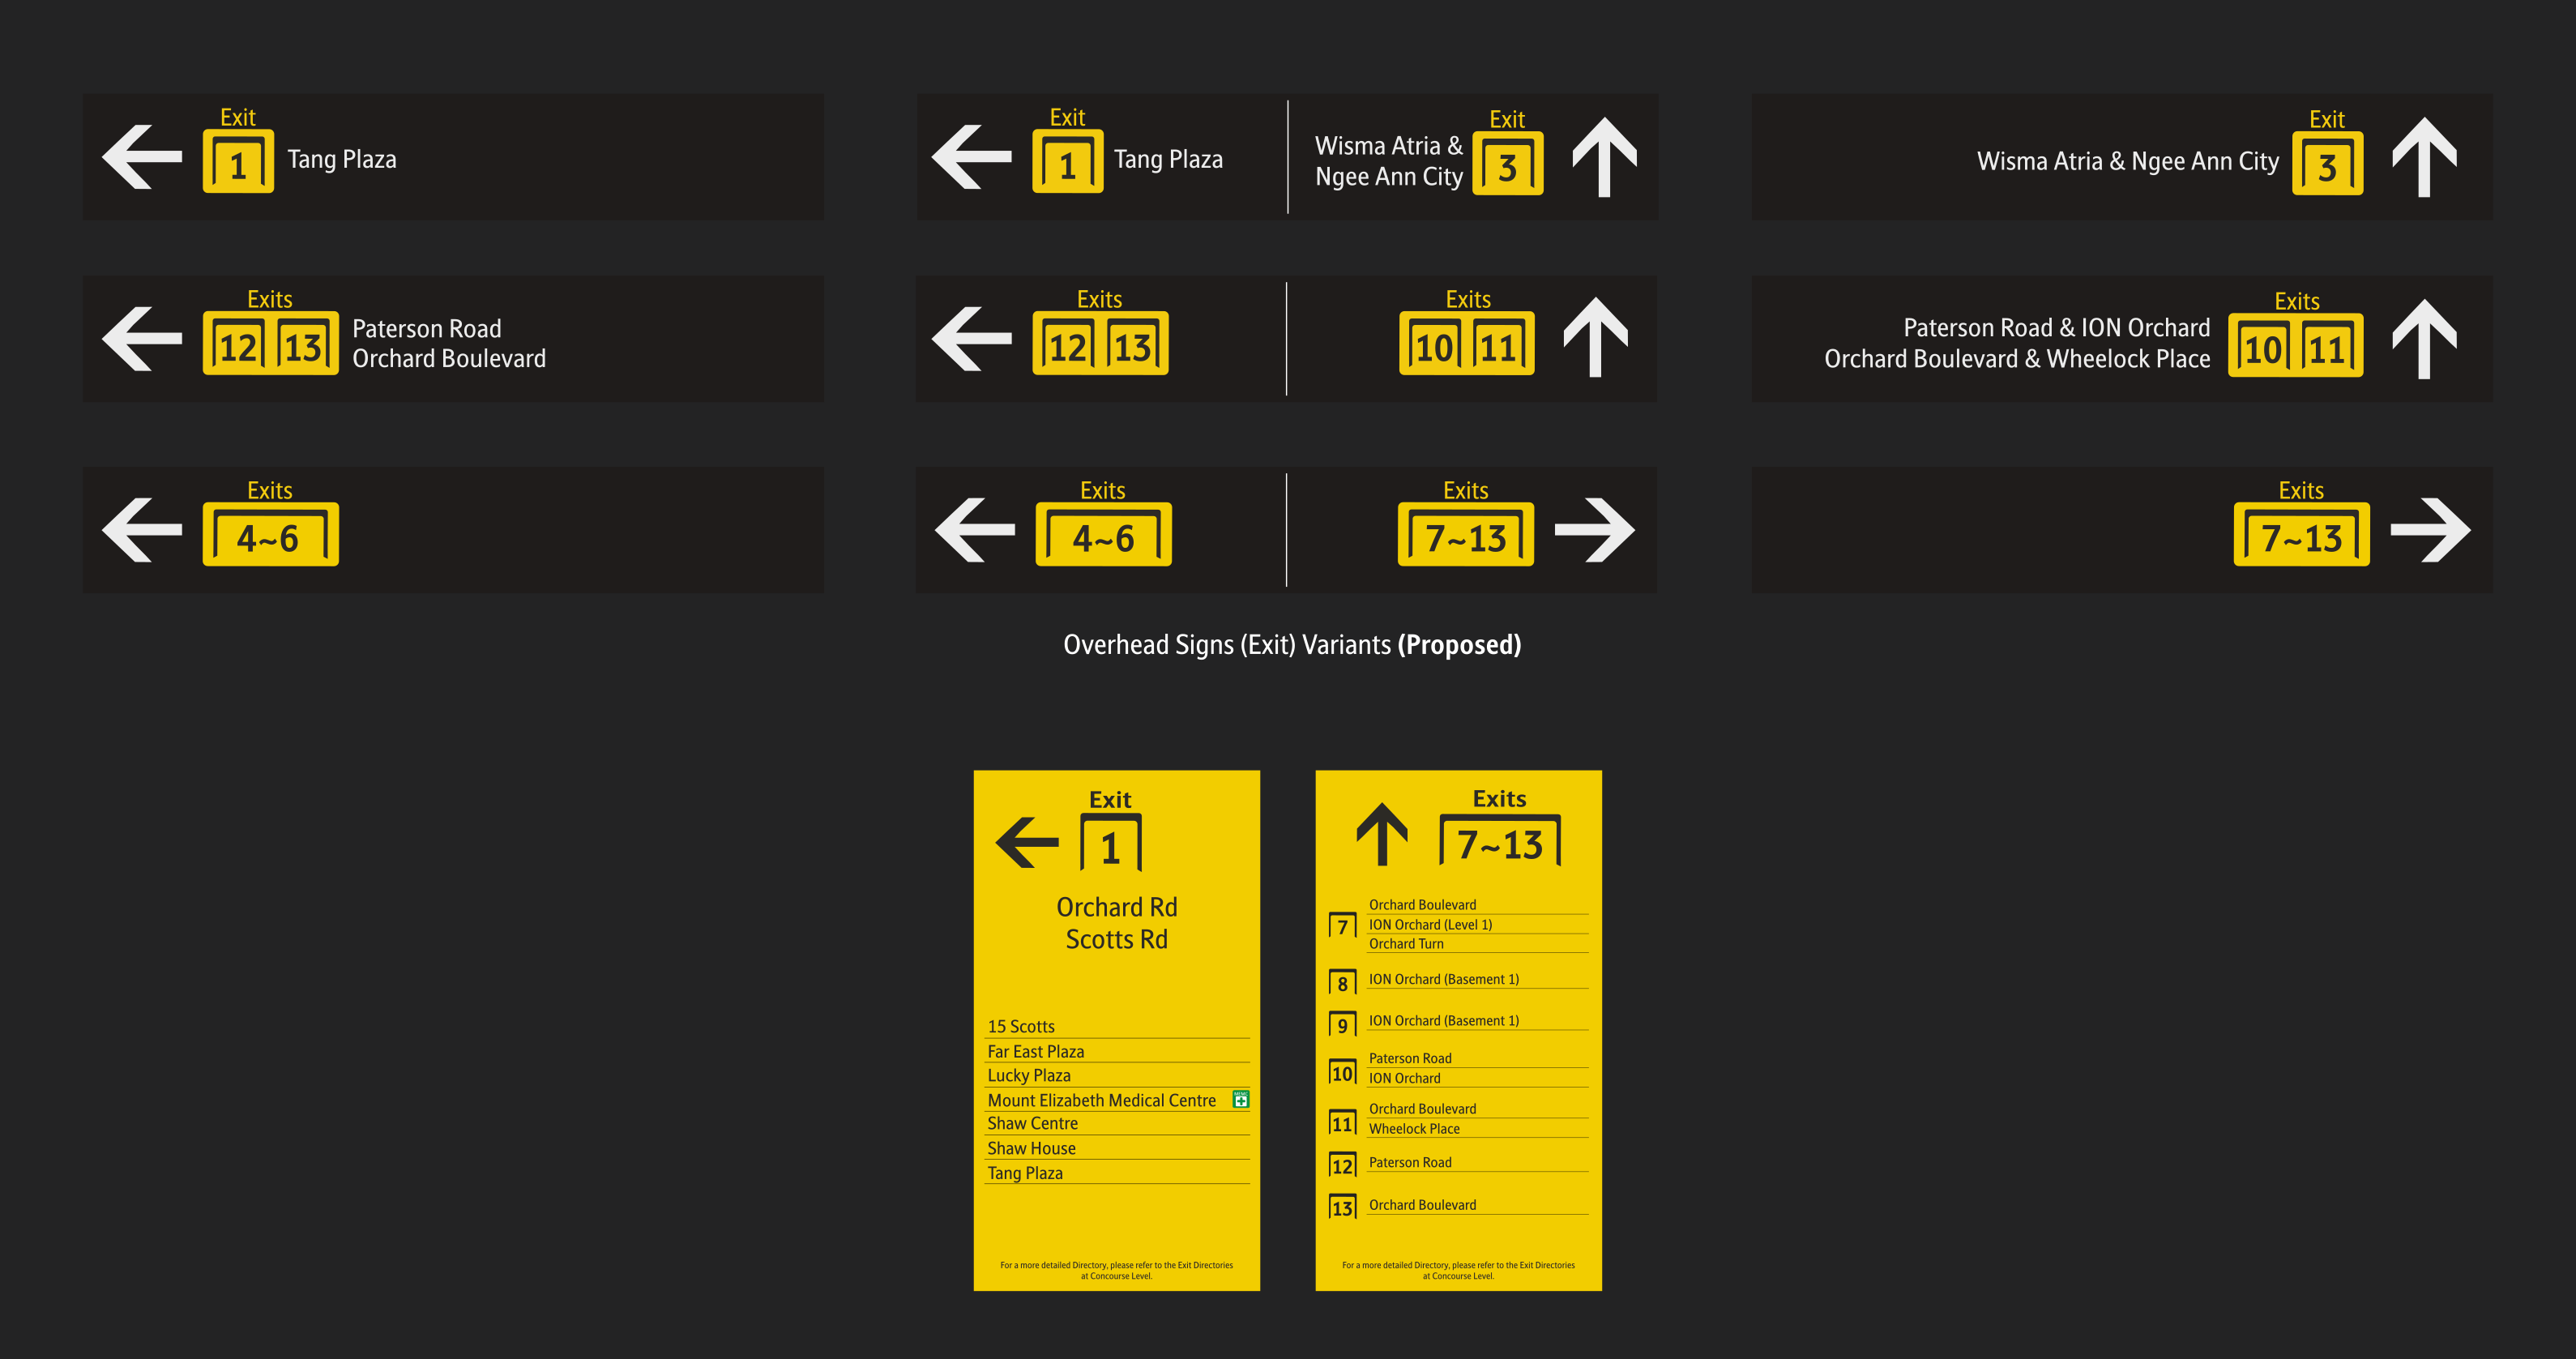 Exit
1
Tang Plaza
Exit
1
Tang Plaza
Wisma Atria &
Ngee Ann City
Exit
3
Wisma Atria & Ngee Ann City
Exit
3
Exits
12 13
Paterson Road
Orchard Boulevard
Exits
12 13
Exits
10 11
Paterson Road & ION Orchard
Orchard Boulevard & Wheelock Place
Exits
10 11
Exits
4~6
Exits
4~6
Exits
7~13
Exits
7~13
Overhead Signs (Exit) Variants (Proposed)
Exit
1
Orchard Rd
Scotts Rd
15 Scotts
Far East Plaza
Lucky Plaza
Mount Elizabeth Medical Centre
Shaw Centre
Shaw House
Tang Plaza
For a more detailed Directory, please refer to the Exit Directories
at Concourse Level.
Exits
7~13
Orchard Boulevard
7 ION Orchard (Level 1)
Orchard Turn
8 ION Orchard (Basement 1)
9 ION Orchard (Basement 1)
Paterson Road
10 ION Orchard
Orchard Boulevard
11 Wheelock Place
12 Paterson Road
13 Orchard Boulevard
For a more detailed Directory, please refer to the Exit Directories
at Concourse Level.